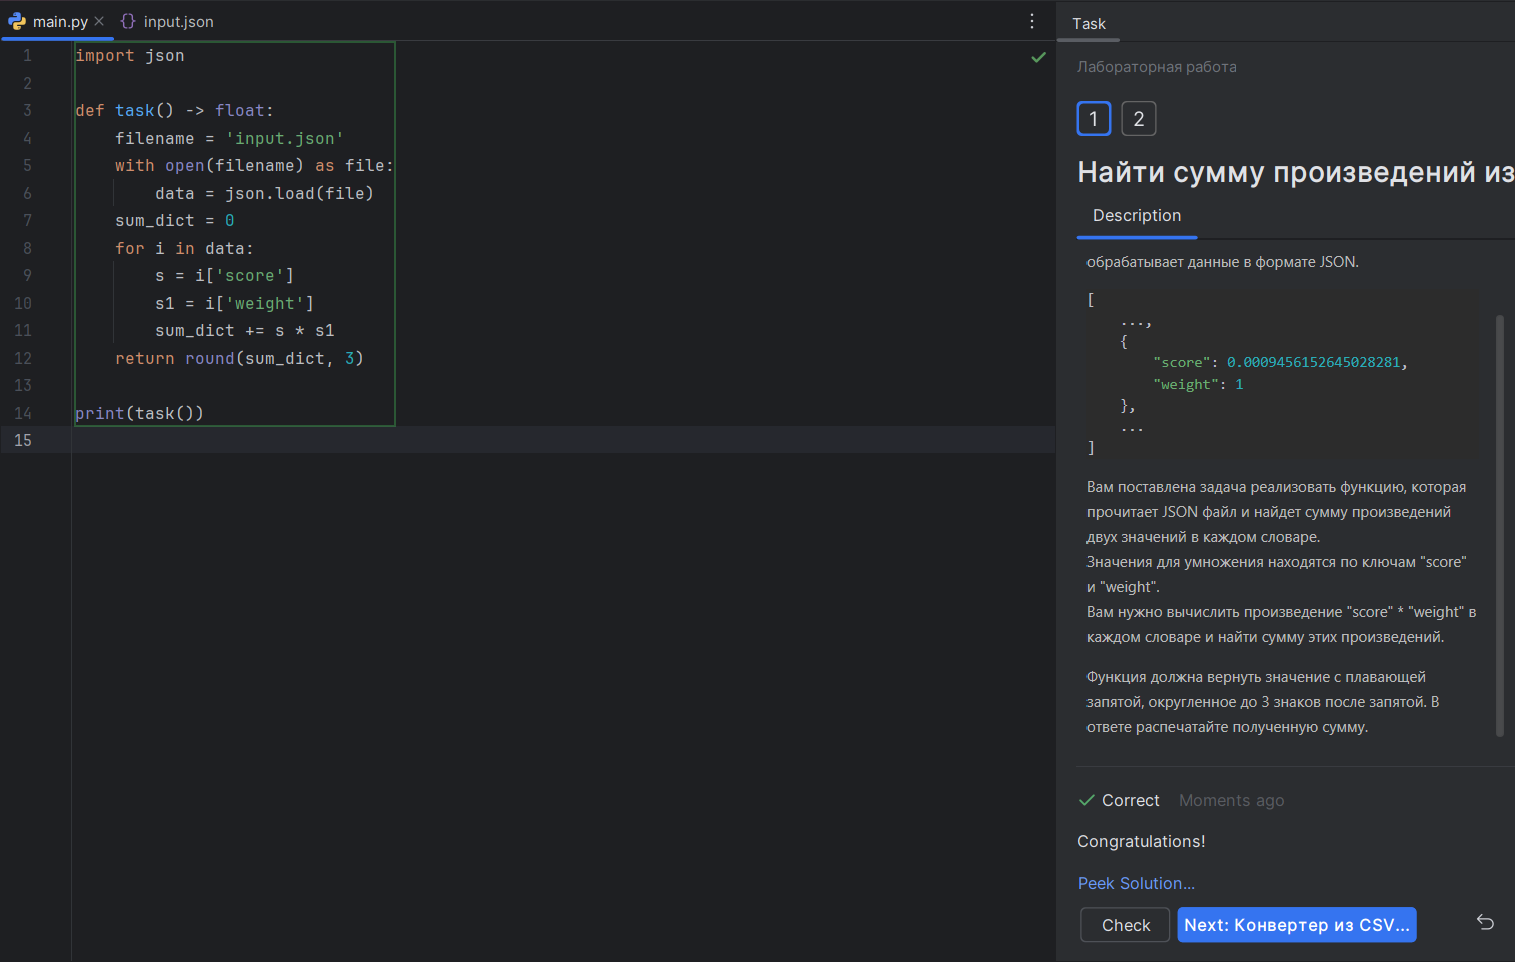 main.py
input.json
1 import json
2
3 def task() -> float:
4 filename = 'input.json'
5 with open(filename) as file:
6 data = json.load(file)
7 sum_dict = 0
8 for i in data:
9 s = i['score']
10 s1 = i['weight']
11 sum_dict += s * s1
12 return round(sum_dict, 3)
13
14 print(task())
15
Task
Лабораторная работа
1 2
Найти сумму произведений из
Description
обрабатывает данные в формате JSON.
[
...,
{
"score": 0.0009456152645028281,
"weight": 1
},
...
]
Вам поставлена задача реализовать функцию, которая
прочитает JSON файл и найдет сумму произведений
двух значений в каждом словаре.
Значения для умножения находятся по ключам "score"
и "weight".
Вам нужно вычислить произведение "score" * "weight" в
каждом словаре и найти сумму этих произведений.
Функция должна вернуть значение с плавающей
запятой, округленное до 3 знаков после запятой. В
ответе распечатайте полученную сумму.
Correct Moments ago
Congratulations!
Peek Solution...
Check
Next: Конвертер из CSV...